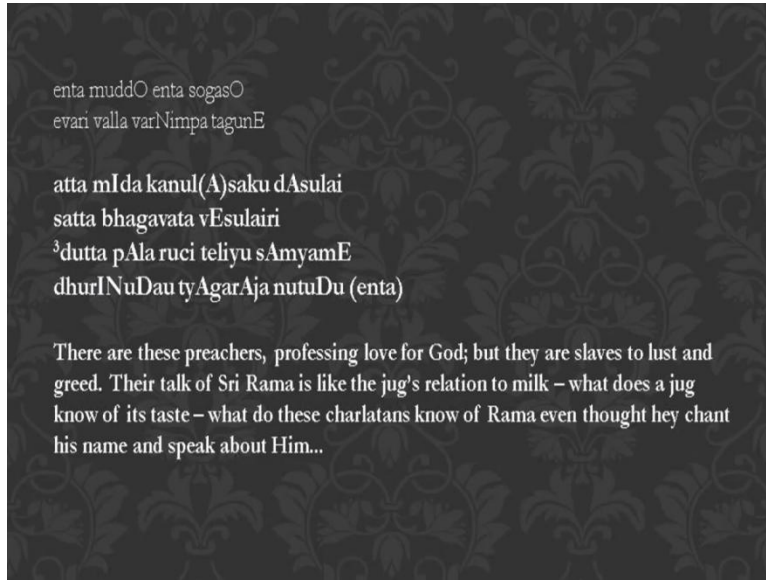 enta muddO enta sogasO
evari valla varNimpa tagunE
atta mIda kanul(A)saku dAsulai
satta bhagavata vEsulairi
³dutta pAla ruci teliyu sAmyamE
dhurINuDau tyAgarAja nutuDu (enta)
There are these preachers, professing love for God; but they are slaves to lust and
greed. Their talk of Sri Rama is like the jug's relation to milk – what does a jug
know of its taste – what do these charlatans know of Rama even thought hey chant
his name and speak about Him...